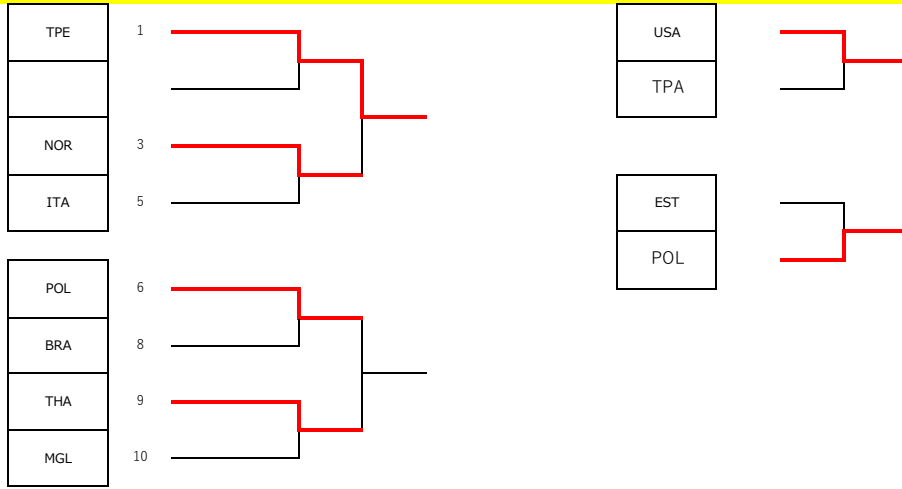 TPE 1
NOR 3
ITA 5
POL 6
BRA 8
THA 9
MGL 10
USA
TPA
EST
POL